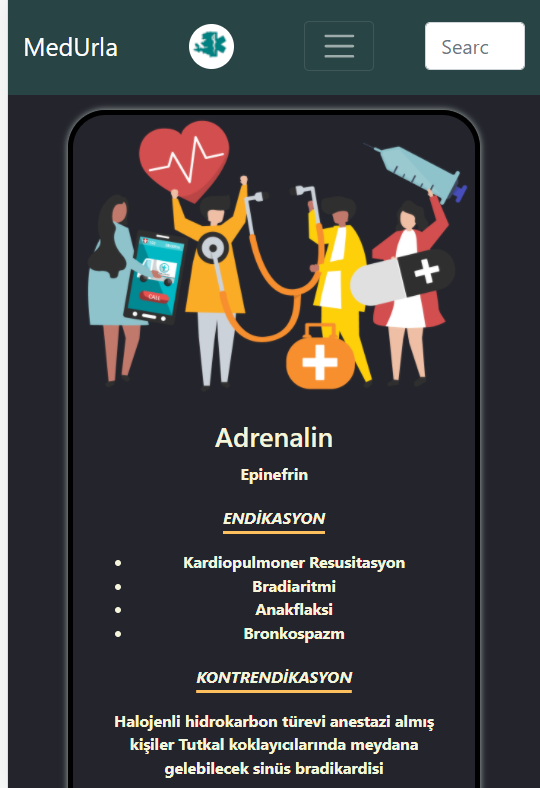 MedUrla
Searc
CALL
Adrenalin
Epinefrin
ENDİKASYON
Kardiopulmoner Resusitasyon
Bradiaritmi
Anakflaksi
Bronkospazm
KONTRENDİKASYON
Halojenli hidrokarbon türevi anestazi almış
kişiler Tutkal koklayıcılarında meydana
gelebilecek sinüs bradikardisi